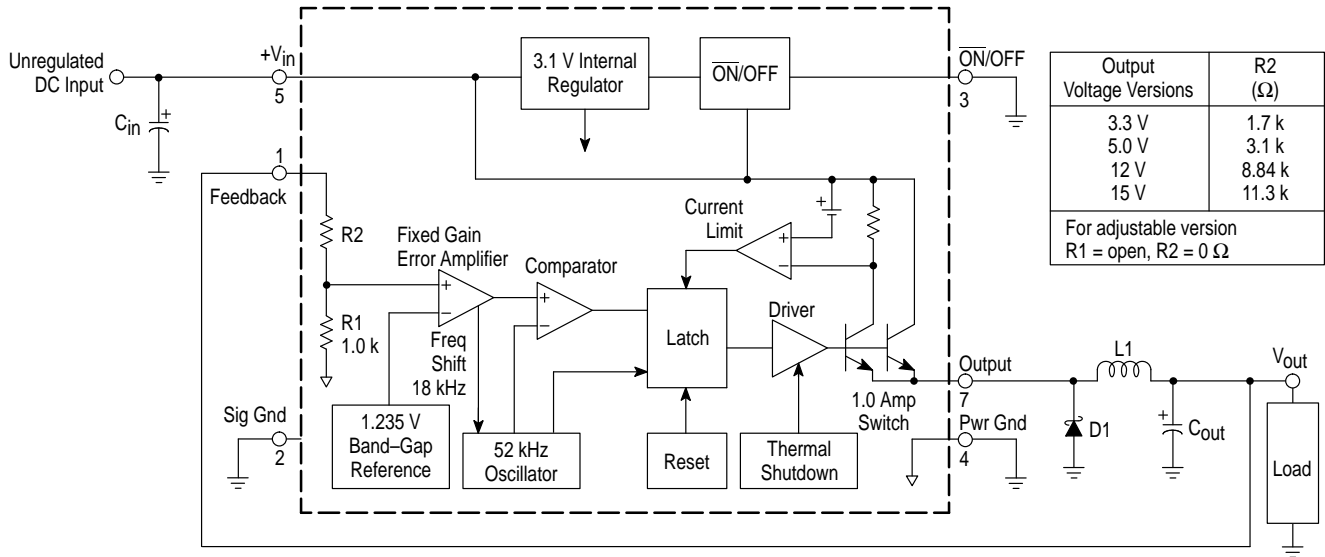 Unregulated
DC Input
+Vin
5
Cin
3.1 V Internal
Regulator
ON/OFF
ON/OFF
3
Output
Voltage Versions
R2
(Ω)
3.3 V
1.7 k
5.0 V
3.1 k
12 V
8.84 k
15 V
11.3 k
For adjustable version
R1 = open, R2 = 0 Ω
1
Feedback
R2
R1
1.0 k
Fixed Gain
Error Amplifier
+
–
Freq
Shift
18 kHz
Comparator
+
–
Current
Limit
+
–
+
Latch
Driver
1.0 Amp
Switch
Output
7
L1
Vout
D1
+
Cout
Load
Sig Gnd
2
1.235 V
Band–Gap
Reference
52 kHz
Oscillator
Reset
Thermal
Shutdown
Pwr Gnd
4
+